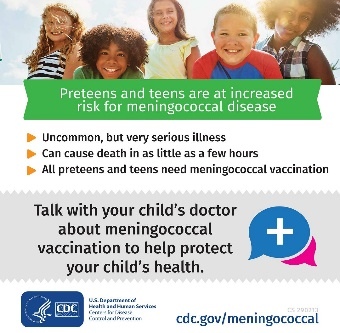 Preteens and teens are at increased
risk for meningococcal disease
Uncommon, but very serious illness
Can cause death in as little as a few hours
All preteens and teens need meningococcal vaccination
Talk with your child's doctor
about meningococcal
vaccination to help protect
your child's health.
CDC
U.S. Department of
Health and Human Services
Centers for Disease
Control and Prevention
cdc.gov/meningococcal